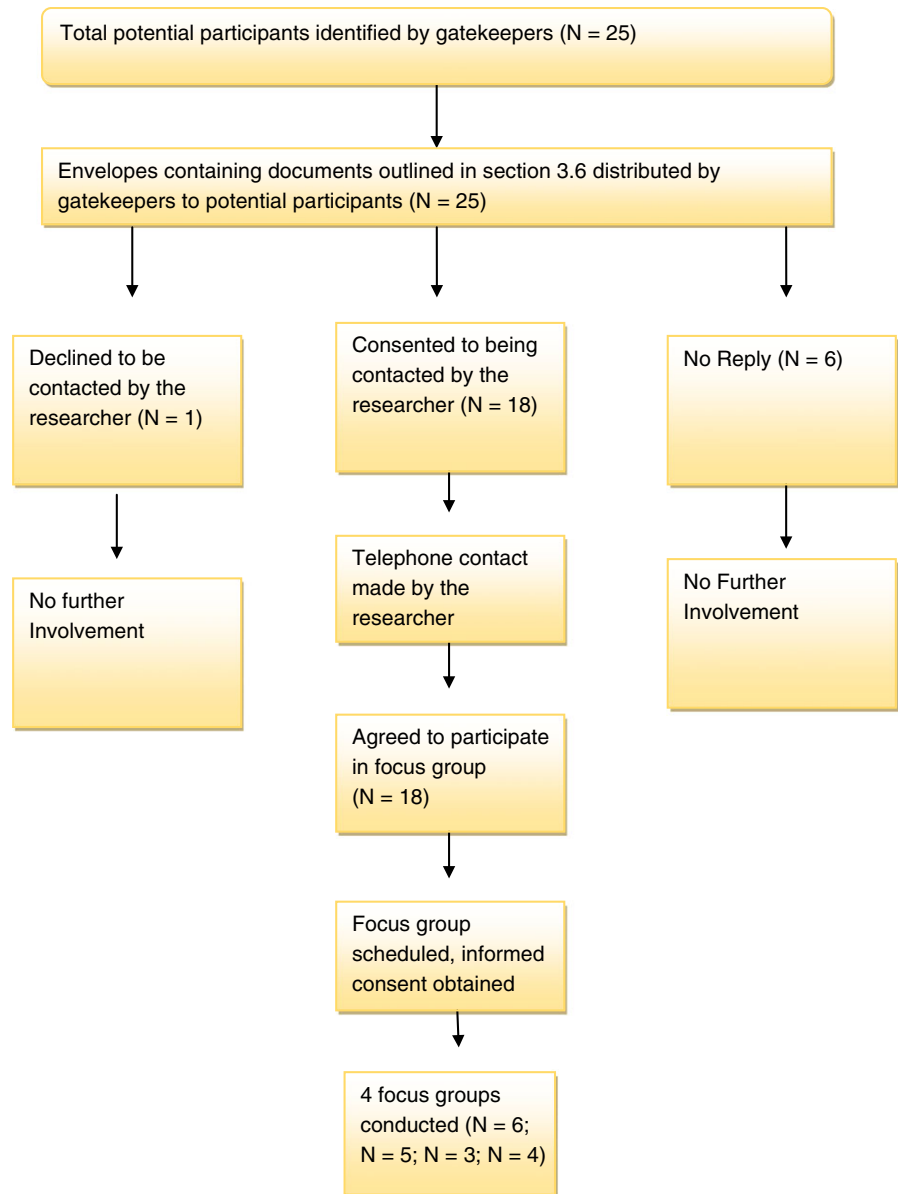 Total potential participants identified by gatekeepers (N = 25)
Envelopes containing documents outlined in section 3.6 distributed by
gatekeepers to potential participants (N = 25)
Declined to be
contacted by the
researcher (N = 1)
Consented to being
contacted by the
researcher (N = 18)
No Reply (N = 6)
No further
Involvement
Telephone contact
made by the
researcher
No Further
Involvement
Agreed to participate
in focus group
(N = 18)
Focus group
scheduled, informed
consent obtained
4 focus groups
conducted (N = 6;
N = 5; N = 3; N = 4)